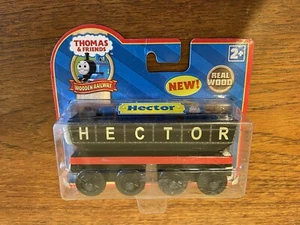 THOMAS
& FRIENDS
WOODEN RAILWAY
2+
NEW!
REAL
WOOD
Hector
HECTOR